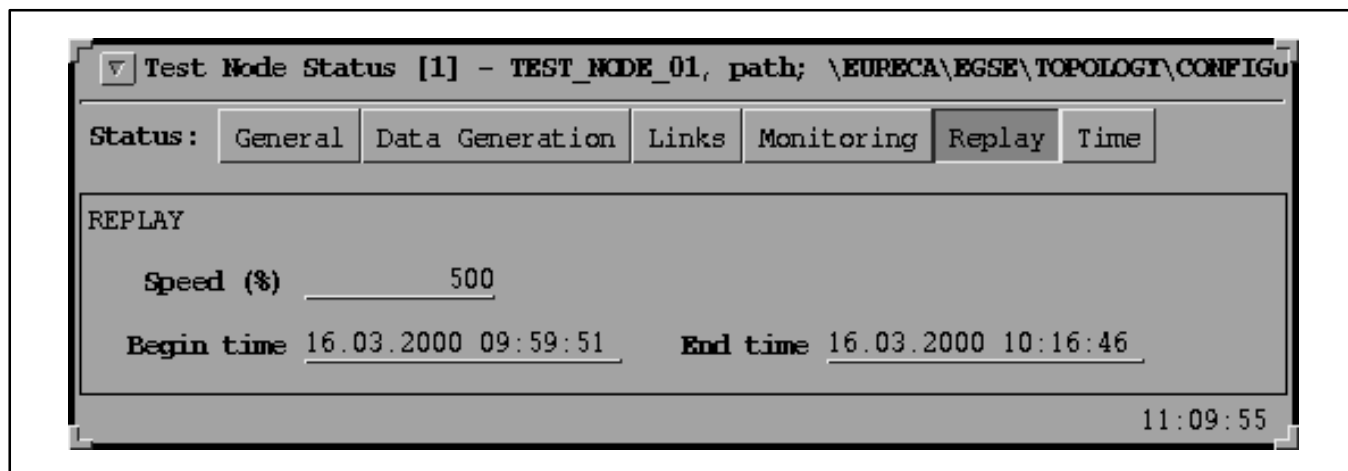 Test Node Status [1] - TEST_NODE_01, path; \EURECA\EGSE\TOPOLOGY\CONFIGU
Status: General Data Generation Links Monitoring Replay Time
REPLAY
Speed (%) 500
Begin time 16.03.2000 09:59:51 End time 16.03.2000 10:16:46
11:09:55